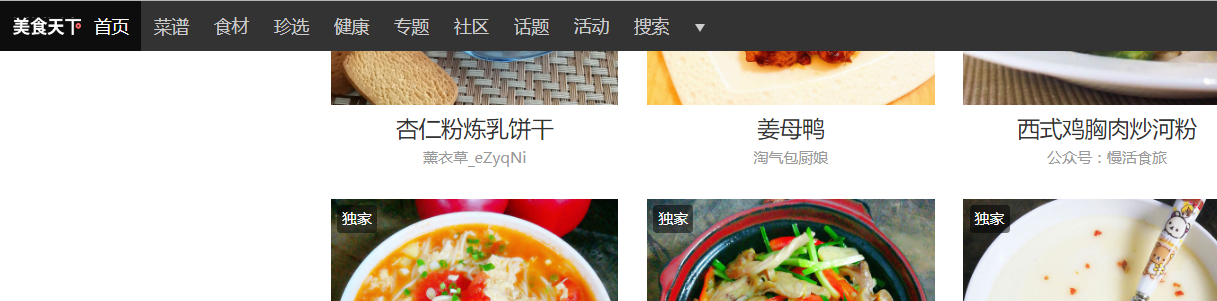 美食天下 首页 菜谱 食材 珍选 健康 专题 社区 话题 活动 搜索
杏仁粉炼乳饼干 姜母鸭 西式鸡胸肉炒河粉
薰衣草_eZyqNi 淘气包厨娘 公众号：慢活食旅
独家 独家 独家